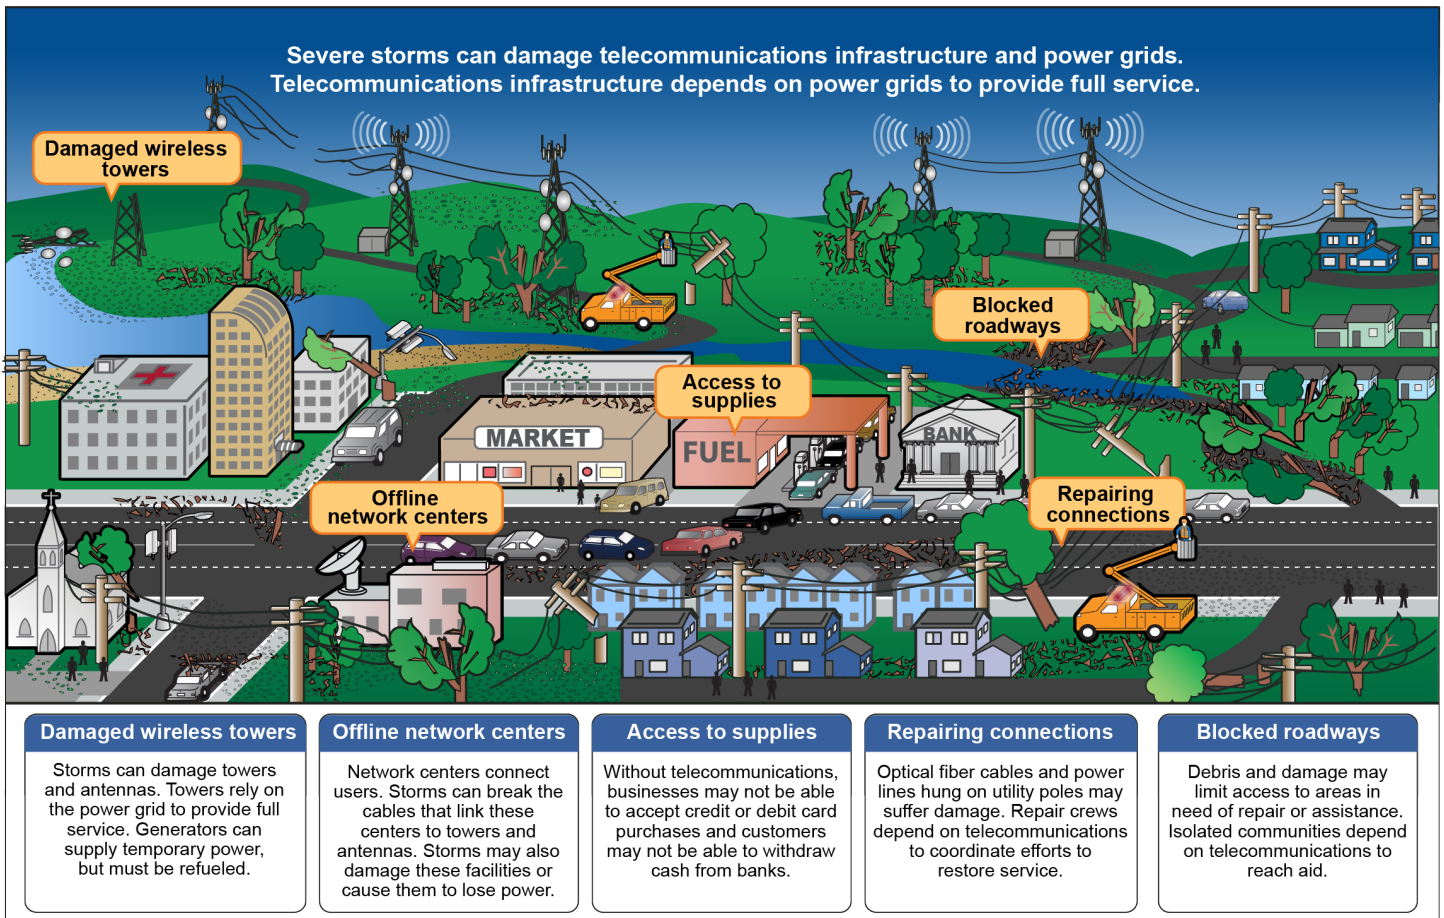 Severe storms can damage telecommunications infrastructure and power grids.
Telecommunications infrastructure depends on power grids to provide full service.
Damaged wireless
towers
Blocked
roadways
Access to
supplies
MARKET
FUEL
BANK
Offline
network centers
Repairing
connections
Damaged wireless towers
Storms can damage towers
and antennas. Towers rely on
the power grid to provide full
service. Generators can
supply temporary power,
but must be refueled.
Offline network centers
Network centers connect
users. Storms can break the
cables that link these
centers to towers and
antennas. Storms may also
damage these facilities or
cause them to lose power.
Access to supplies
Without telecommunications,
businesses may not be able
to accept credit or debit card
purchases and customers
may not be able to withdraw
cash from banks.
Repairing connections
Optical fiber cables and power
lines hung on utility poles may
suffer damage. Repair crews
depend on telecommunications
to coordinate efforts to
restore service.
Blocked roadways
Debris and damage may
limit access to areas in
need of repair or assistance.
Isolated communities depend
on telecommunications to
reach aid.